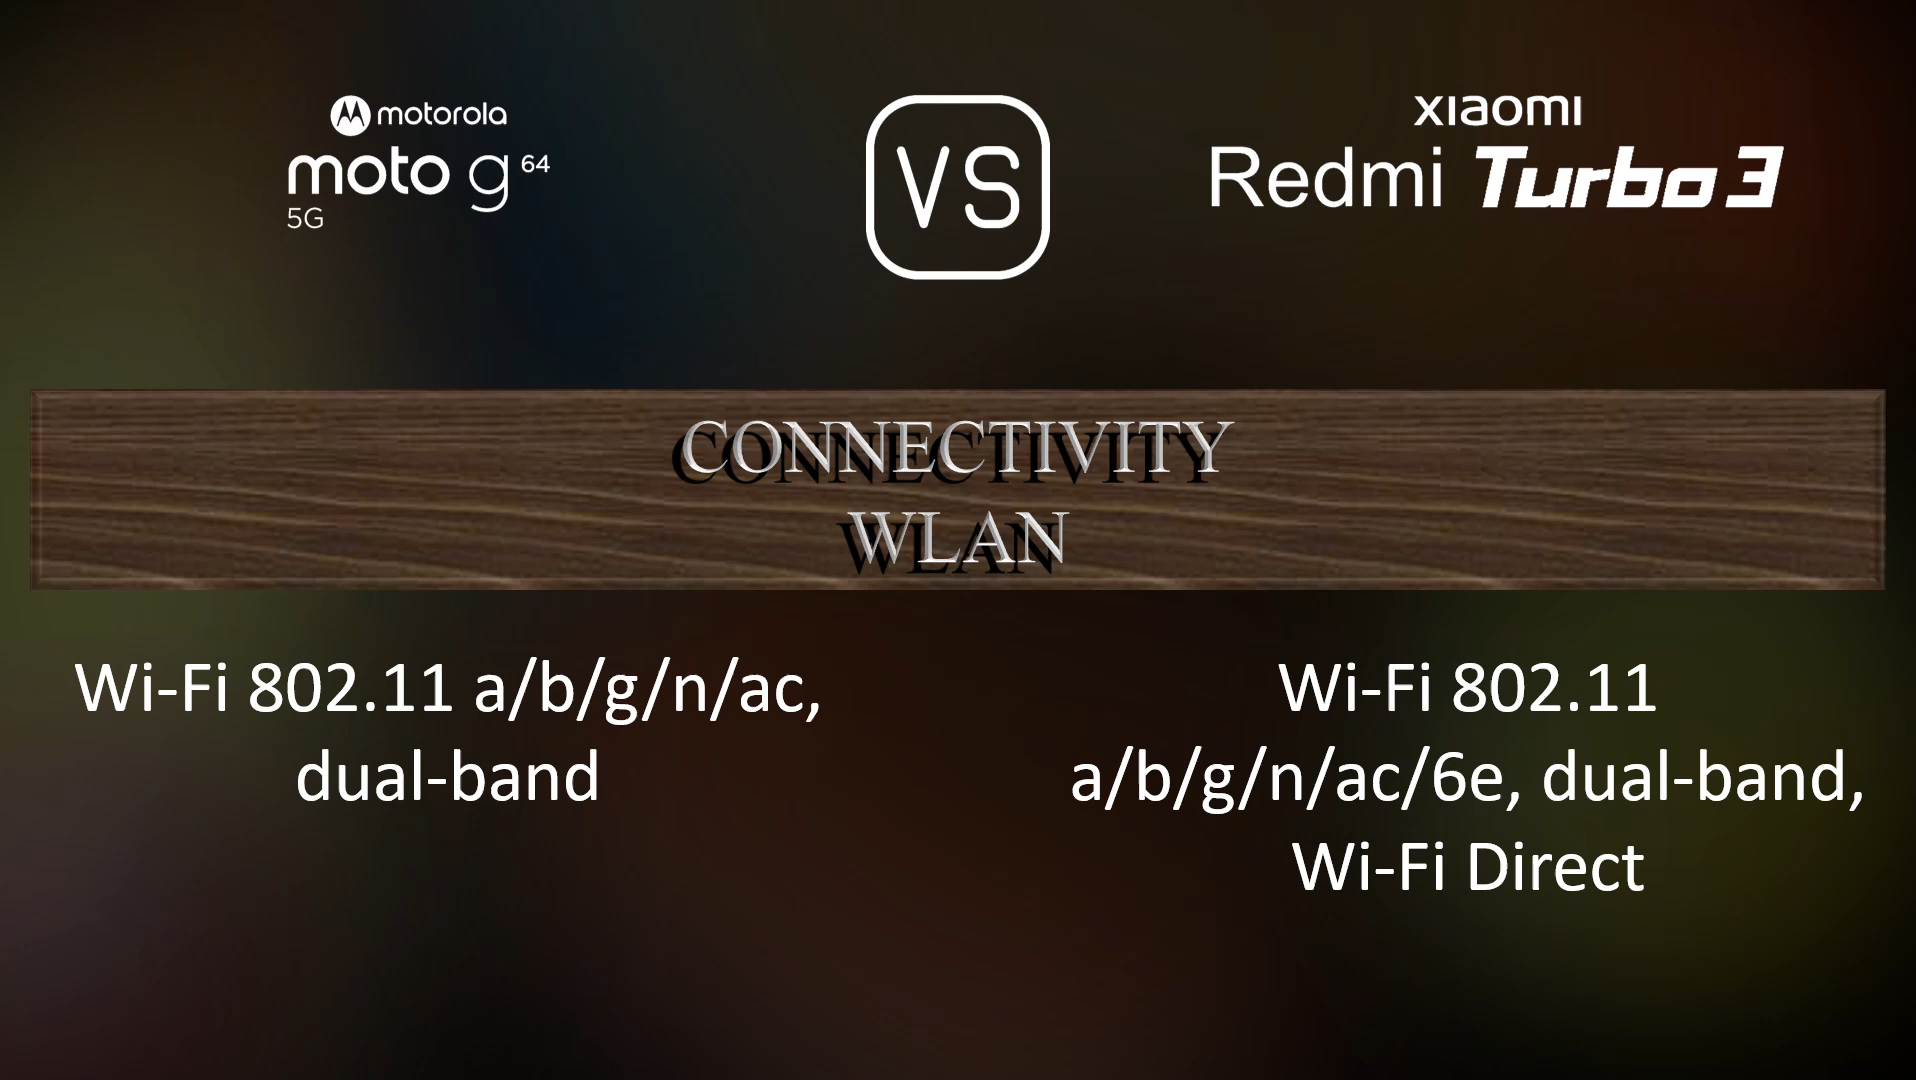 motorola
moto g 64
5G
VS
xiaomi
Redmi Turbo 3
CONNECTIVITY
WLAN
Wi-Fi 802.11 a/b/g/n/ac,
dual-band
Wi-Fi 802.11
a/b/g/n/ac/6e, dual-band,
Wi-Fi Direct